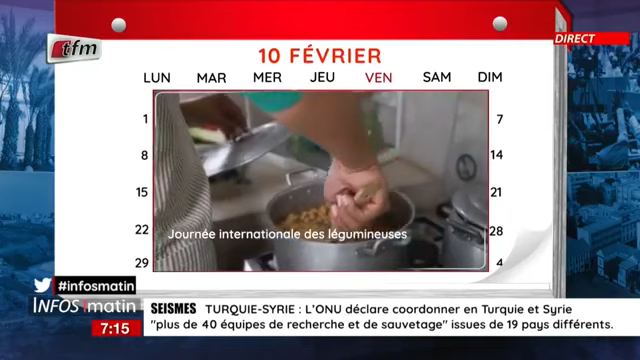 tfm
DIRECT
10 FÉVRIER
LUN MAR MER JEU VEN SAM DIM
1 7
8 14
15 21
22 28
29 4
Journée internationale des légumineuses
#infosmatin
INFOS matin
7:15
SEISMES TURQUIE-SYRIE : L'ONU déclare coordonner en Turquie et Syrie
"plus de 40 équipes de recherche et de sauvetage" issues de 19 pays différents.